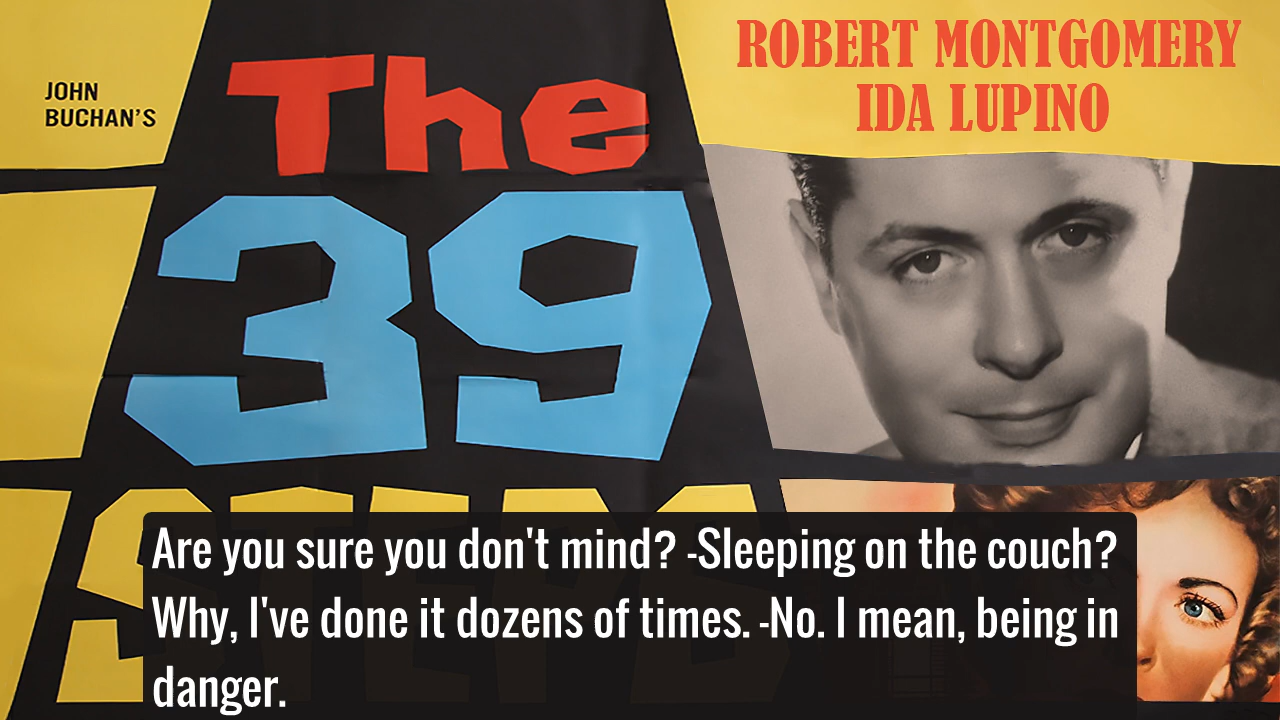 JOHN
BUCHAN'S
The
39
STEPS
ROBERT MONTGOMERY
IDA LUPINO
Are you sure you don't mind? -Sleeping on the couch?
Why, I've done it dozens of times. -No. I mean, being in
danger.